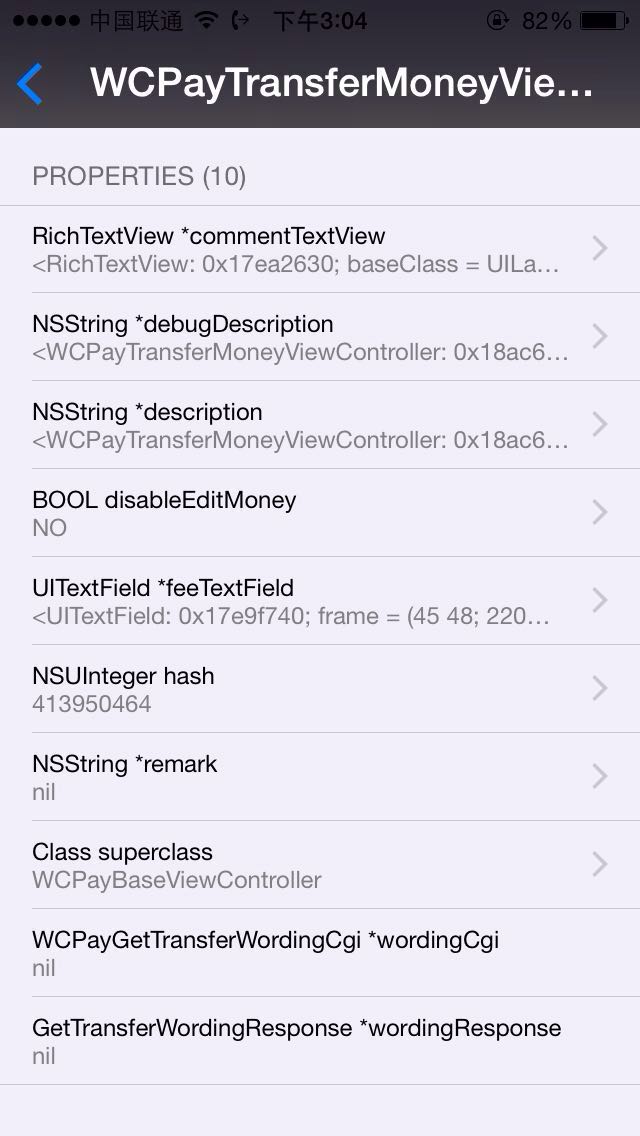 中国联通 下午3:04 82%
WCPayTransferMoneyVie...
PROPERTIES (10)
RichTextView *commentTextView
<RichTextView: 0x17ea2630; baseClass = UILa...
NSString *debugDescription
<WCPayTransferMoneyViewController: 0x18ac6...
NSString *description
<WCPayTransferMoneyViewController: 0x18ac6...
BOOL disableEditMoney
NO
UITextField *feeTextField
<UITextField: 0x17e9f740; frame = (45 48; 220...
NSUInteger hash
413950464
NSString *remark
nil
Class superclass
WCPayBaseViewController
WCPayGetTransferWordingCgi *wordingCgi
nil
GetTransferWordingResponse *wordingResponse
nil